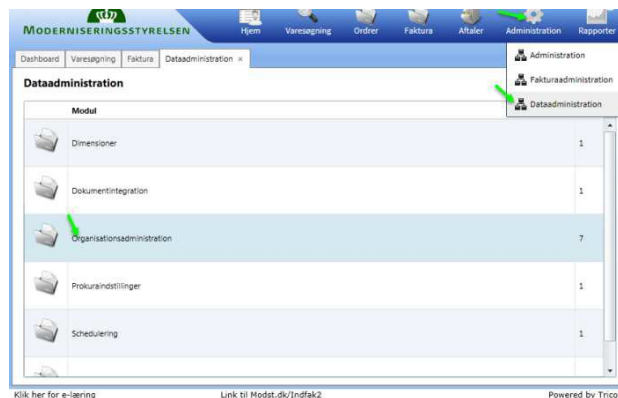 MODERNISERINGSSTYRELSEN
Hjem Varesøgning Ordrer Faktura Aftaler Administration Rapporter
Dashboard Varesøgning Faktura Dataadministration ×
Administration
Fakturaadministration
Dataadministration
Dataadministration
Modul
Dimensioner 1
Dokumentintegration 1
Organisationsadministration 7
Prokuraindstillinger 1
Schedulering 1
Klik her for e-læring Link til Modst.dk/Indfak2 Powered by Trico